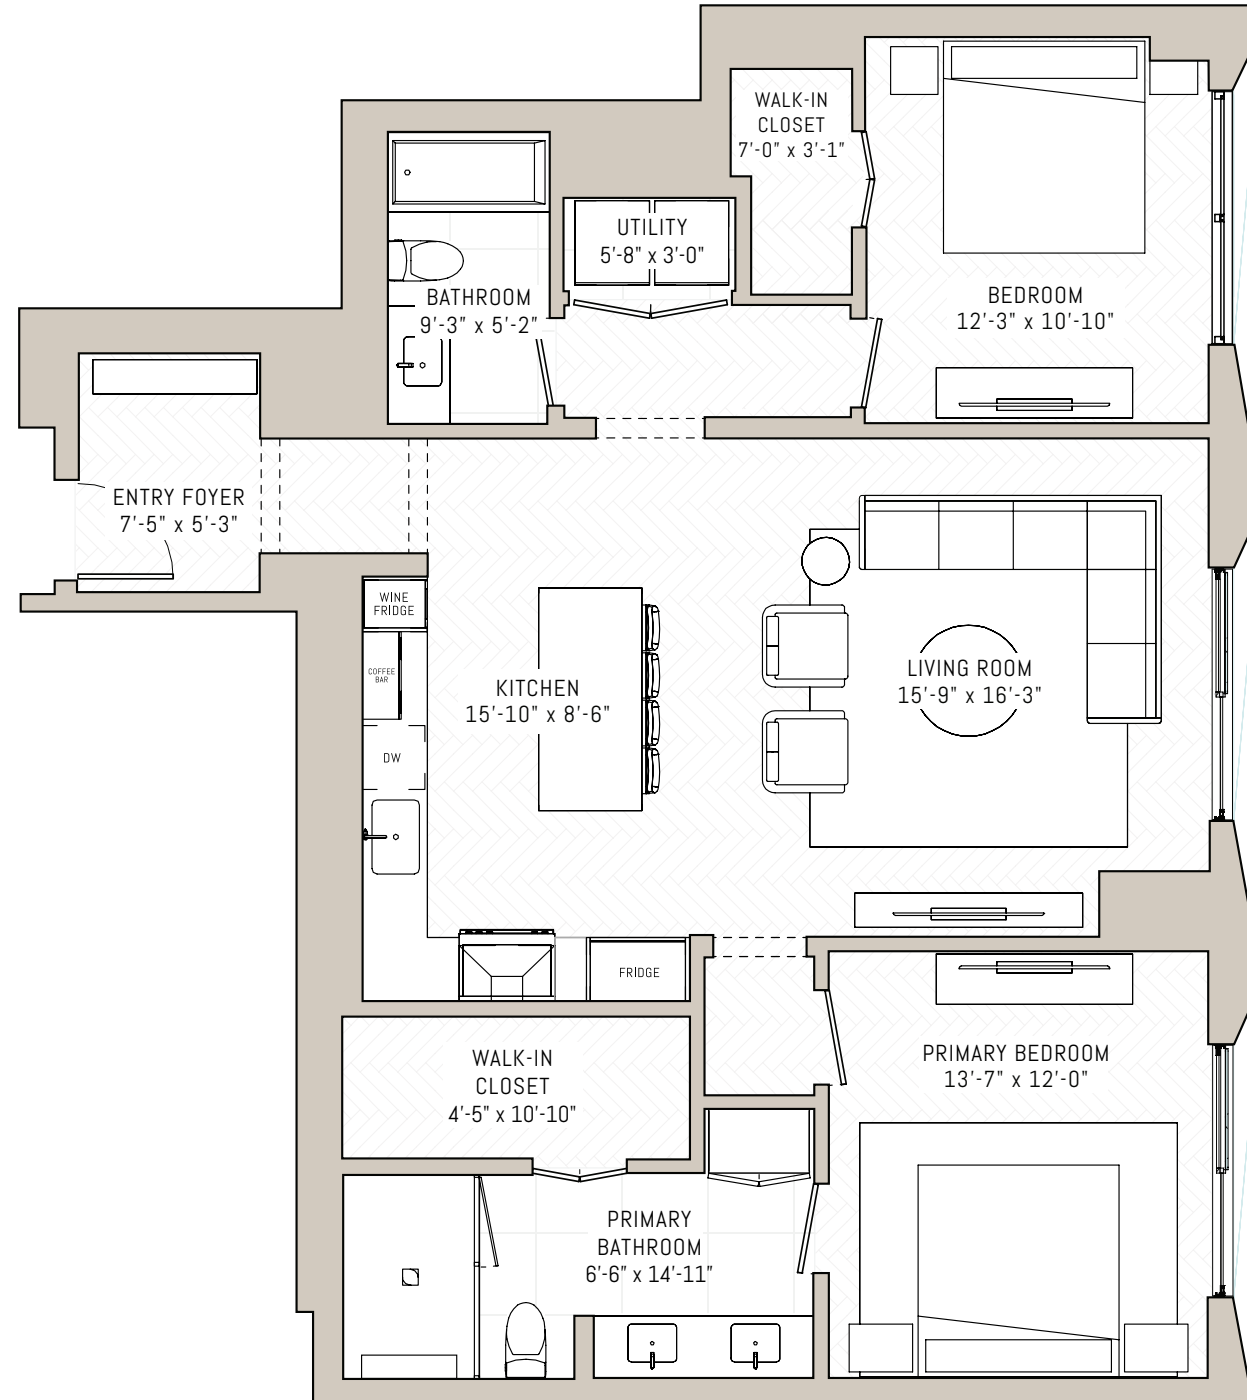 WALK-IN
CLOSET
7'-0" x 3'-1"
UTILITY
5'-8" x 3'-0"
BATHROOM
9'-3" x 5'-2"
BEDROOM
12'-3" x 10'-10"
ENTRY FOYER
7'-5" x 5'-3"
WINE
FRIDGE
COFFEE
BAR
KITCHEN
15'-10" x 8'-6"
LIVING ROOM
15'-9" x 16'-3"
DW
FRIDGE
WALK-IN
CLOSET
4'-5" x 10'-10"
PRIMARY BEDROOM
13'-7" x 12'-0"
PRIMARY
BATHROOM
6'-6" x 14'-11"